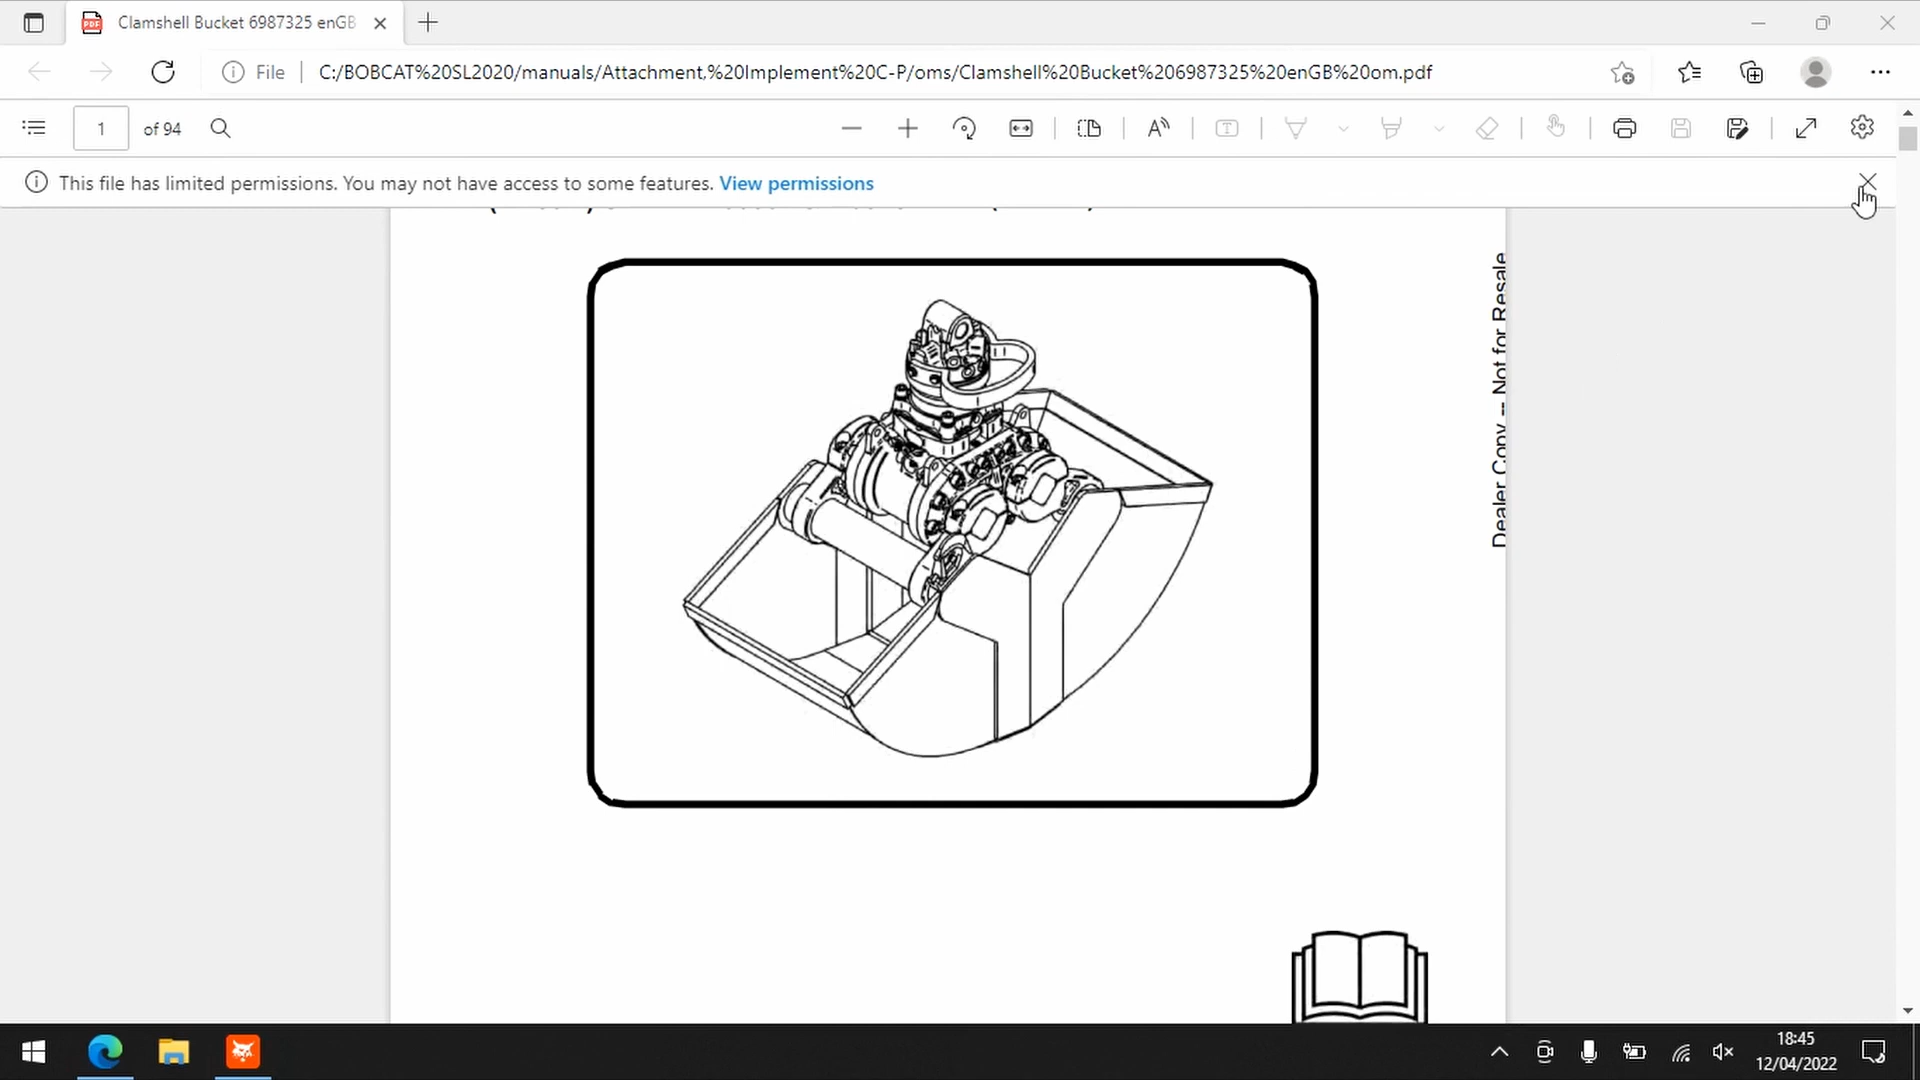 Clamshell Bucket 6987325 enGB
File
C:/BOBCAT%20SL2020/manuals/Attachment,%20Implement%20C-P/oms/Clamshell%20Bucket%206987325%20enGB%20om.pdf
1 of 94
This file has limited permissions. You may not have access to some features. View permissions
Dealer Copy -- Not for Resale
18:45
12/04/2022